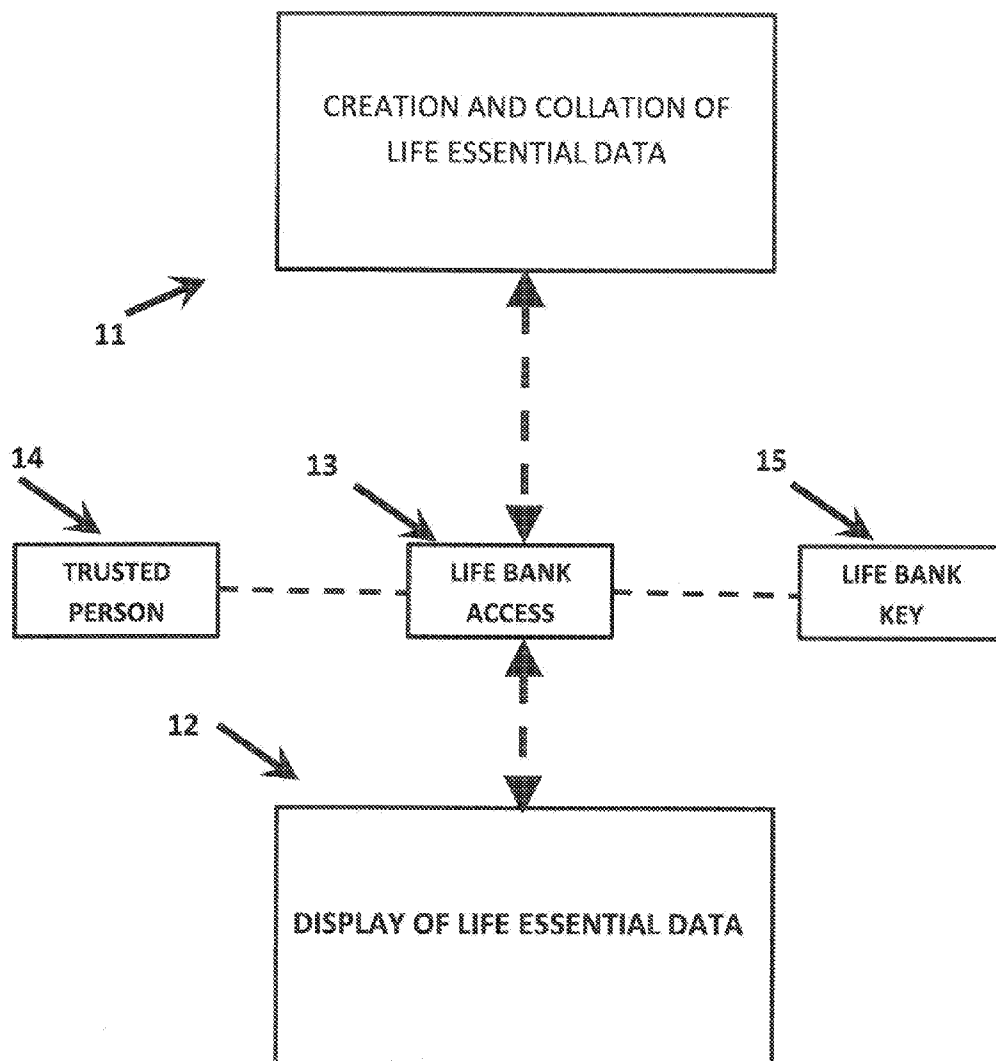 CREATION AND COLLATION OF
LIFE ESSENTIAL DATA
11
14
13
15
TRUSTED
PERSON
LIFE BANK
ACCESS
LIFE BANK
KEY
12
DISPLAY OF LIFE ESSENTIAL DATA